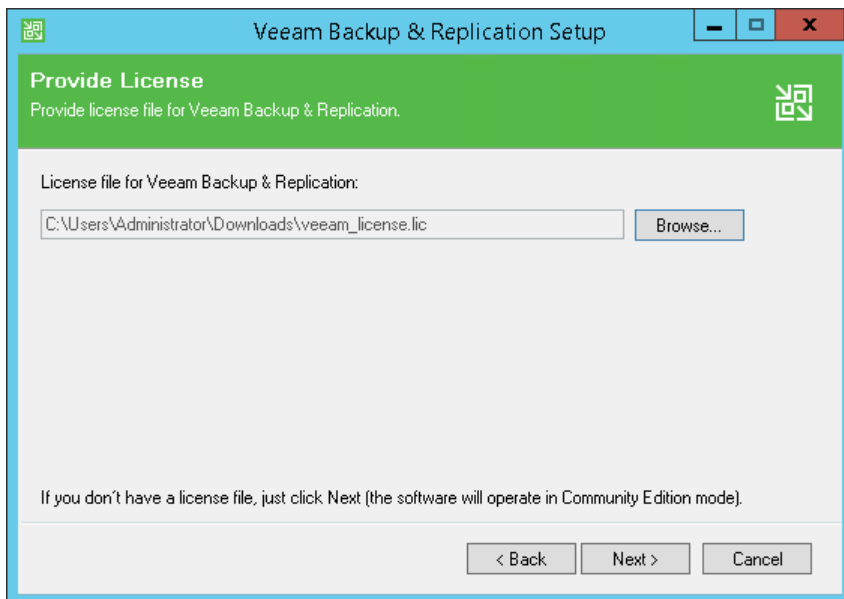 Veeam Backup & Replication Setup
Provide License
Provide license file for Veeam Backup & Replication.
License file for Veeam Backup & Replication:
C:\Users\Administrator\Downloads\veeam_license.lic
Browse...
If you don´t have a license file, just click Next (the software will operate in Community Edition mode).
< Back Next > Cancel